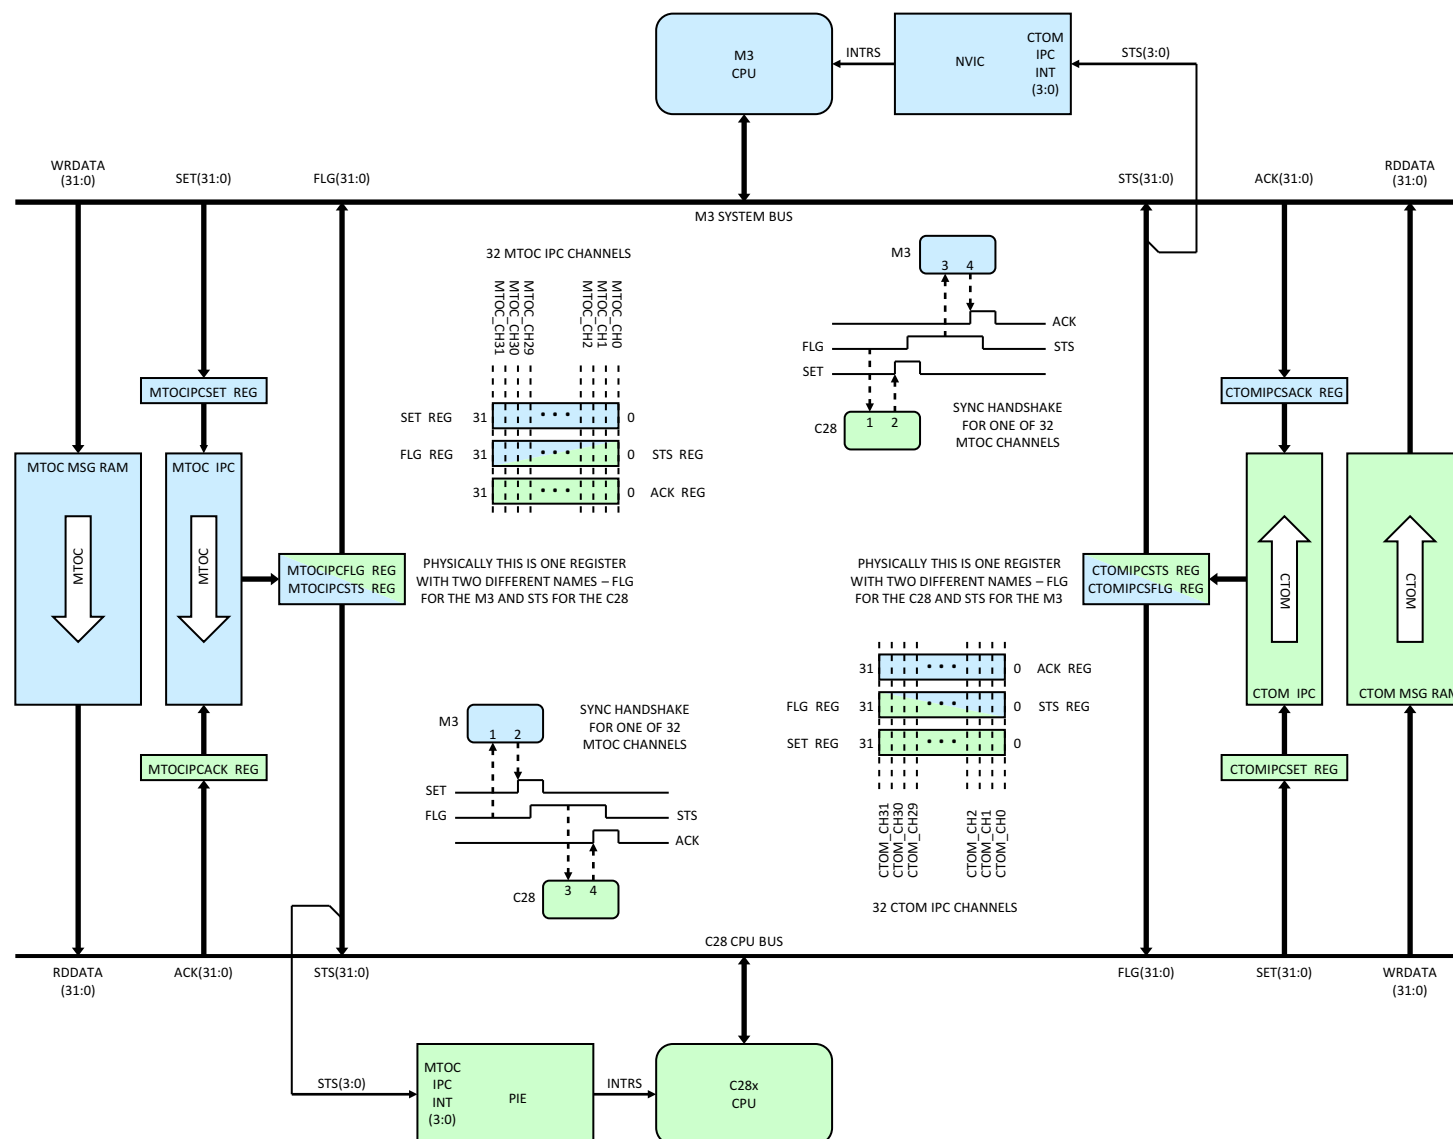 M3
CPU
INTRS
NVIC
CTOM
IPC
INT
(3:0)
STS(3:0)
WRDATA
(31:0)
SET(31:0)
FLG(31:0)
STS(31:0)
ACK(31:0)
RDDATA
(31:0)
M3 SYSTEM BUS
32 MTOC IPC CHANNELS
MTOC_CH31
MTOC_CH30
MTOC_CH29
MTOC_CH2
MTOC_CH1
MTOC_CH0
SET REG
31
0
FLG REG
31
0
STS REG
31
0
ACK REG
M3
3 4
ACK
FLG
STS
SET
C28
1 2
SYNC HANDSHAKE
FOR ONE OF 32
MTOC CHANNELS
MTOCIPCSET REG
CTOMIPCSACK REG
MTOC MSG RAM
MTOC
MTOC IPC
MTOC
MTOCIPCFLG REG
MTOCIPCSTS REG
PHYSICALLY THIS IS ONE REGISTER
WITH TWO DIFFERENT NAMES – FLG
FOR THE M3 AND STS FOR THE C28
PHYSICALLY THIS IS ONE REGISTER
WITH TWO DIFFERENT NAMES – FLG
FOR THE C28 AND STS FOR THE M3
CTOMIPCSTS REG
CTOMIPCSFLG REG
CTOM
CTOM IPC
CTOM
CTOM MSG RAM
MTOCIPCACK REG
CTOMIPCSET REG
M3
1 2
SYNC HANDSHAKE
FOR ONE OF 32
MTOC CHANNELS
SET
FLG
STS
ACK
C28
3 4
31
0
ACK REG
FLG REG
31
0
STS REG
SET REG
31
0
CTOM_CH31
CTOM_CH30
CTOM_CH29
CTOM_CH2
CTOM_CH1
CTOM_CH0
32 CTOM IPC CHANNELS
C28 CPU BUS
RDDATA
(31:0)
ACK(31:0)
STS(31:0)
FLG(31:0)
SET(31:0)
WRDATA
(31:0)
STS(3:0)
MTOC
IPC
INT
(3:0)
PIE
INTRS
C28x
CPU